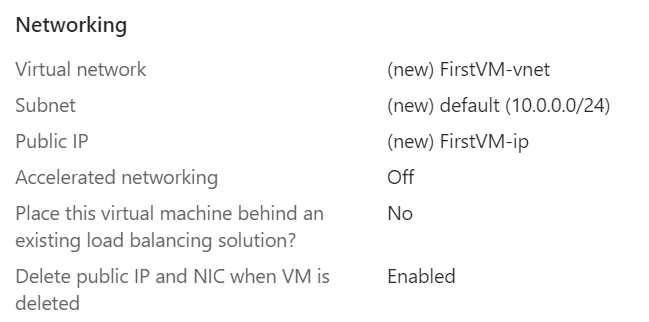 Networking
Virtual network (new) FirstVM-vnet
Subnet (new) default (10.0.0.0/24)
Public IP (new) FirstVM-ip
Accelerated networking Off
Place this virtual machine behind an No
existing load balancing solution?
Delete public IP and NIC when VM is Enabled
deleted